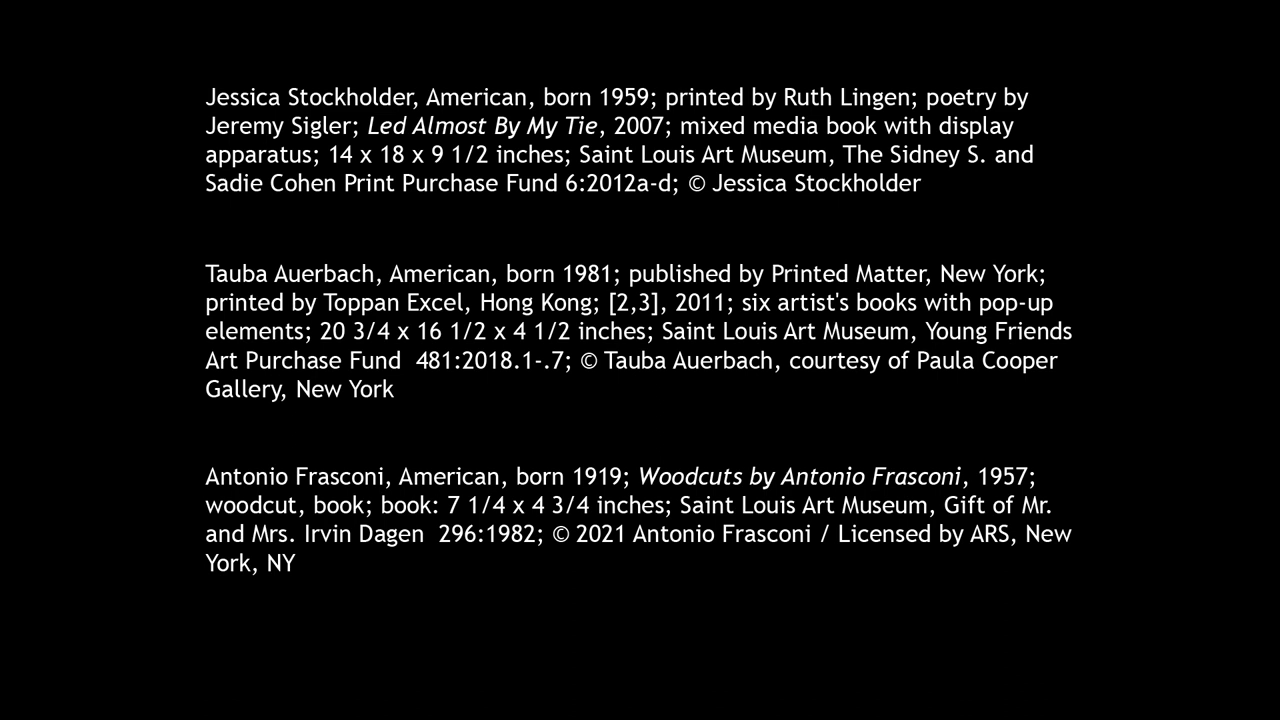 Jessica Stockholder, American, born 1959; printed by Ruth Lingen; poetry by
Jeremy Sigler; Led Almost By My Tie, 2007; mixed media book with display
apparatus; 14 x 18 x 9 1/2 inches; Saint Louis Art Museum, The Sidney S. and
Sadie Cohen Print Purchase Fund 6:2012a-d; © Jessica Stockholder
Tauba Auerbach, American, born 1981; published by Printed Matter, New York;
printed by Toppan Excel, Hong Kong; [2,3], 2011; six artist's books with pop-up
elements; 20 3/4 x 16 1/2 x 4 1/2 inches; Saint Louis Art Museum, Young Friends
Art Purchase Fund  481:2018.1-.7; © Tauba Auerbach, courtesy of Paula Cooper
Gallery, New York
Antonio Frasconi, American, born 1919; Woodcuts by Antonio Frasconi, 1957;
woodcut, book; book: 7 1/4 x 4 3/4 inches; Saint Louis Art Museum, Gift of Mr.
and Mrs. Irvin Dagen  296:1982; © 2021 Antonio Frasconi / Licensed by ARS, New
York, NY